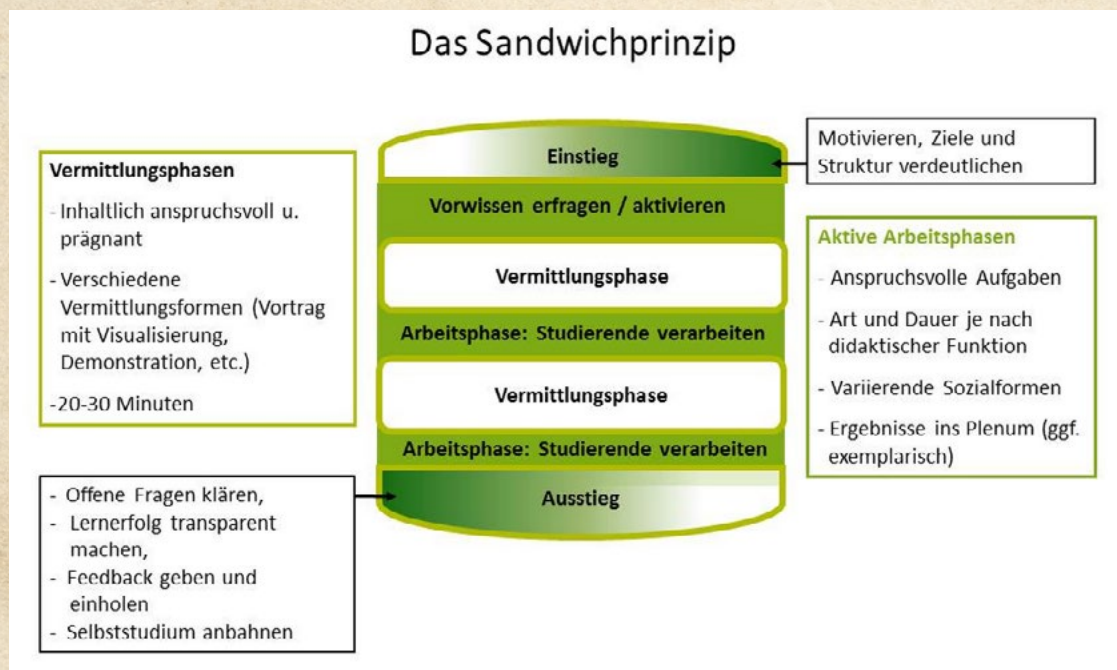 Das Sandwichprinzip
Vermittlungsphasen
- Inhaltlich anspruchsvoll u.
prägnant
- Verschiedene
Vermittlungsformen (Vortrag
mit Visualisierung,
Demonstration, etc.)
-20-30 Minuten
- Offene Fragen klären,
- Lernerfolg transparent
machen,
- Feedback geben und
einholen
- Selbststudium anbahnen
Einstieg
Vorwissen erfragen / aktivieren
Vermittlungsphase
Arbeitsphase: Studierende verarbeiten
Vermittlungsphase
Arbeitsphase: Studierende verarbeiten
Ausstieg
Motivieren, Ziele und
Struktur verdeutlichen
Aktive Arbeitsphasen
- Anspruchsvolle Aufgaben
- Art und Dauer je nach
didaktischer Funktion
- Variierende Sozialformen
- Ergebnisse ins Plenum (ggf.
exemplarisch)